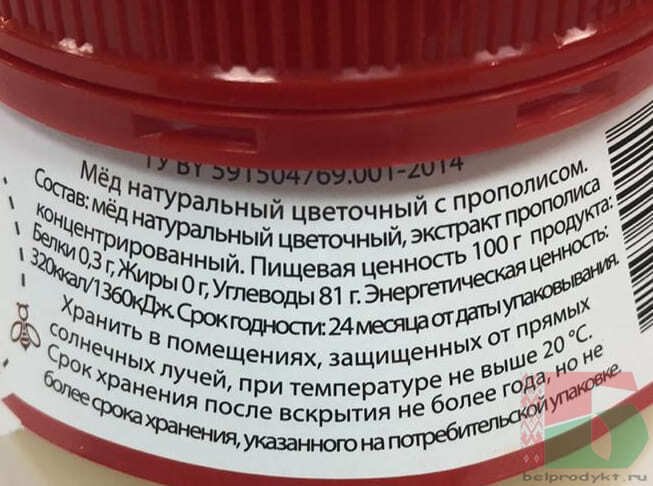 ТУ BY 591504769.001-2014
Мёд натуральный цветочный с прополисом.
Состав: мёд натуральный цветочный, экстракт прополиса
концентрированный. Пищевая ценность 100 г продукта:
Белки 0,3 г, Жиры 0 г, Углеводы 81 г. Энергетическая ценность:
320ккал/1360кДж. Срок годности: 24 месяца от даты упаковывания.
Хранить в помещениях, защищенных от прямых
солнечных лучей, при температуре не выше 20 °С.
Срок хранения после вскрытия не более года, но не
более срока хранения, указанного на потребительской упаковке.
belprodykt.ru